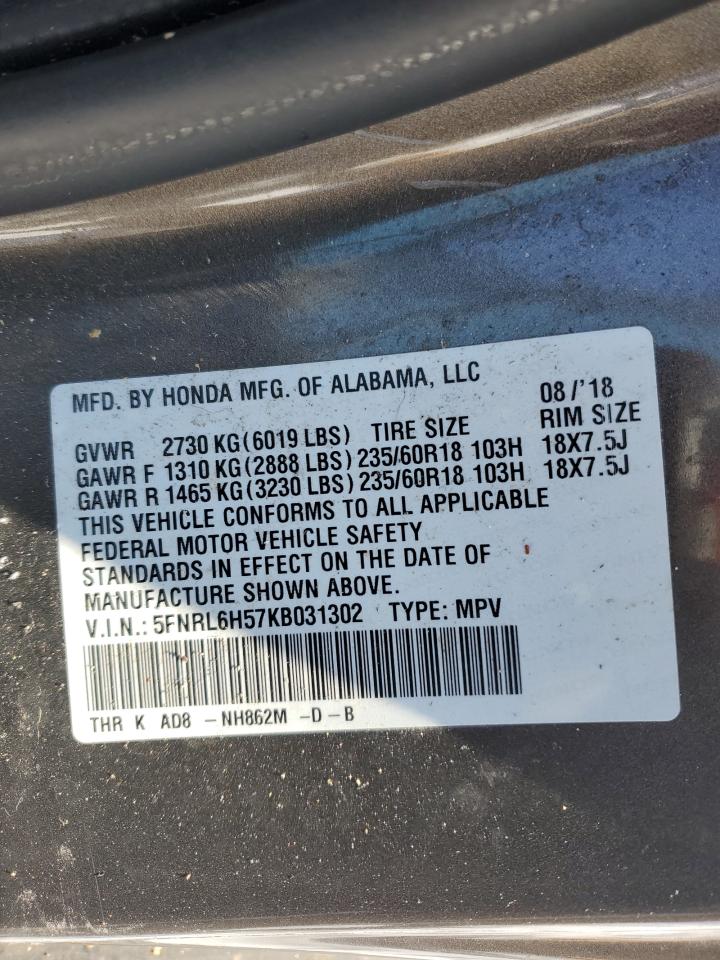 MFD. BY HONDA MFG. OF ALABAMA, LLC 08/'18
GVWR 2730 KG(6019 LBS) TIRE SIZE RIM SIZE
GAWR F 1310 KG(2888 LBS) 235/60R18 103H 18X7.5J
GAWR R 1465 KG(3230 LBS) 235/60R18 103H 18X7.5J
THIS VEHICLE CONFORMS TO ALL APPLICABLE
FEDERAL MOTOR VEHICLE SAFETY
STANDARDS IN EFFECT ON THE DATE OF
MANUFACTURE SHOWN ABOVE.
V.I.N.: 5FNRL6H57KB031302 TYPE: MPV
THR K AD8 -NH862M -D-B